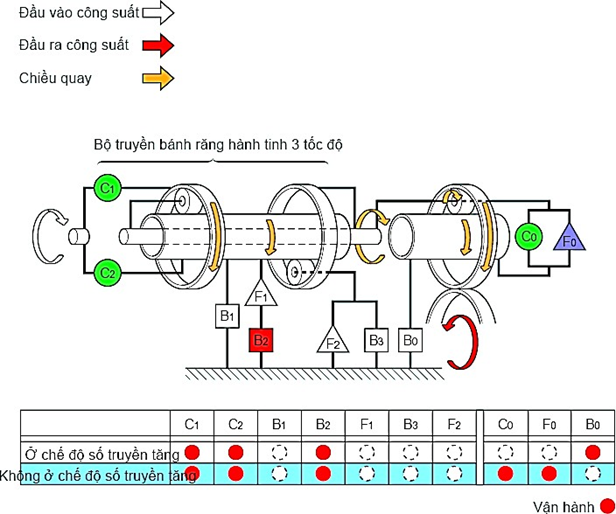 Đầu vào công suất
Đầu ra công suất
Chiều quay
Bộ truyền bánh răng hành tinh 3 tốc độ
C1
C2
C0
F0
F1
B1
B2
F2
B3
B0
C1 C2 B1 B2 F1 B3 F2 C0 F0 B0
Ở chế độ số truyền tăng
Không ở chế độ số truyền tăng
Vận hành